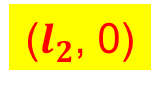 (l₂, 0)